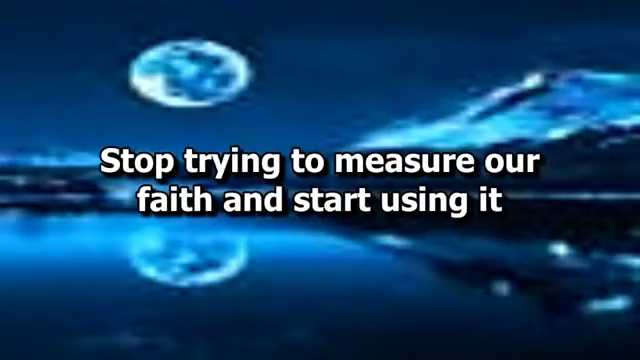 Stop trying to measure our
faith and start using it